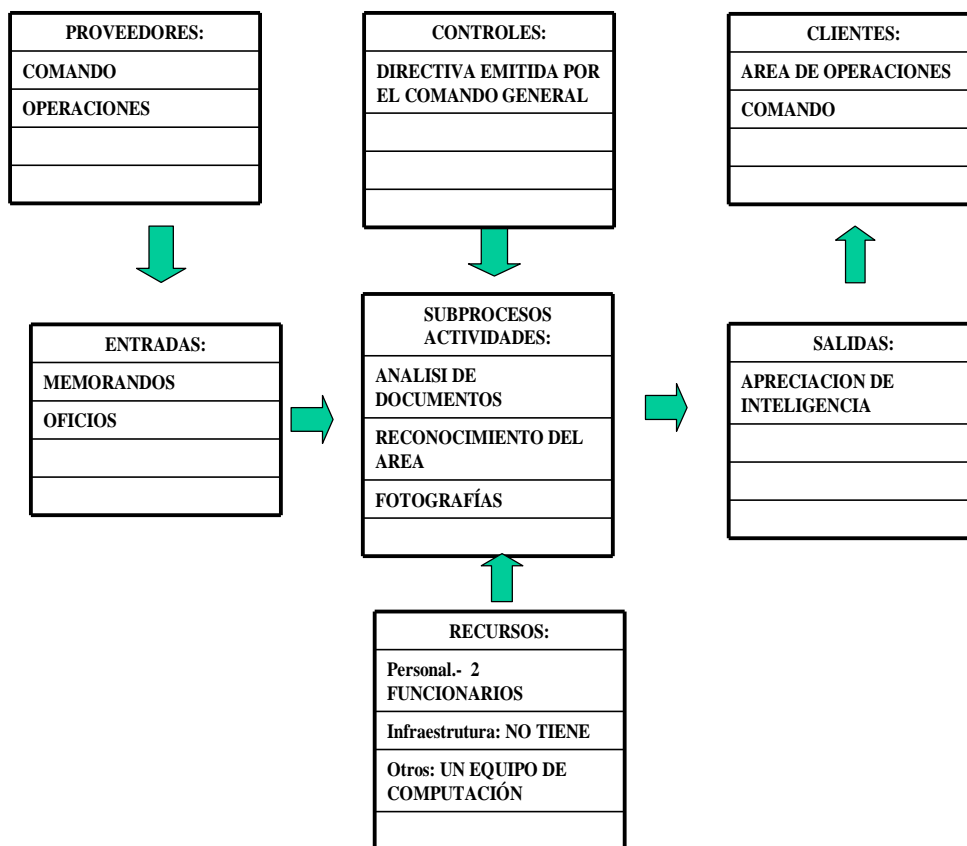 PROVEEDORES:
COMANDO
OPERACIONES
CONTROLES:
DIRECTIVA EMITIDA POR
EL COMANDO GENERAL
CLIENTES:
AREA DE OPERACIONES
COMANDO
ENTRADAS:
MEMORANDOS
OFICIOS
SUBPROCESOS
ACTIVIDADES:
ANALISI DE
DOCUMENTOS
RECONOCIMIENTO DEL
AREA
FOTOGRAFÍAS
SALIDAS:
APRECIACION DE
INTELIGENCIA
RECURSOS:
Personal.- 2
FUNCIONARIOS
Infraestrutura: NO TIENE
Otros: UN EQUIPO DE
COMPUTACIÓN